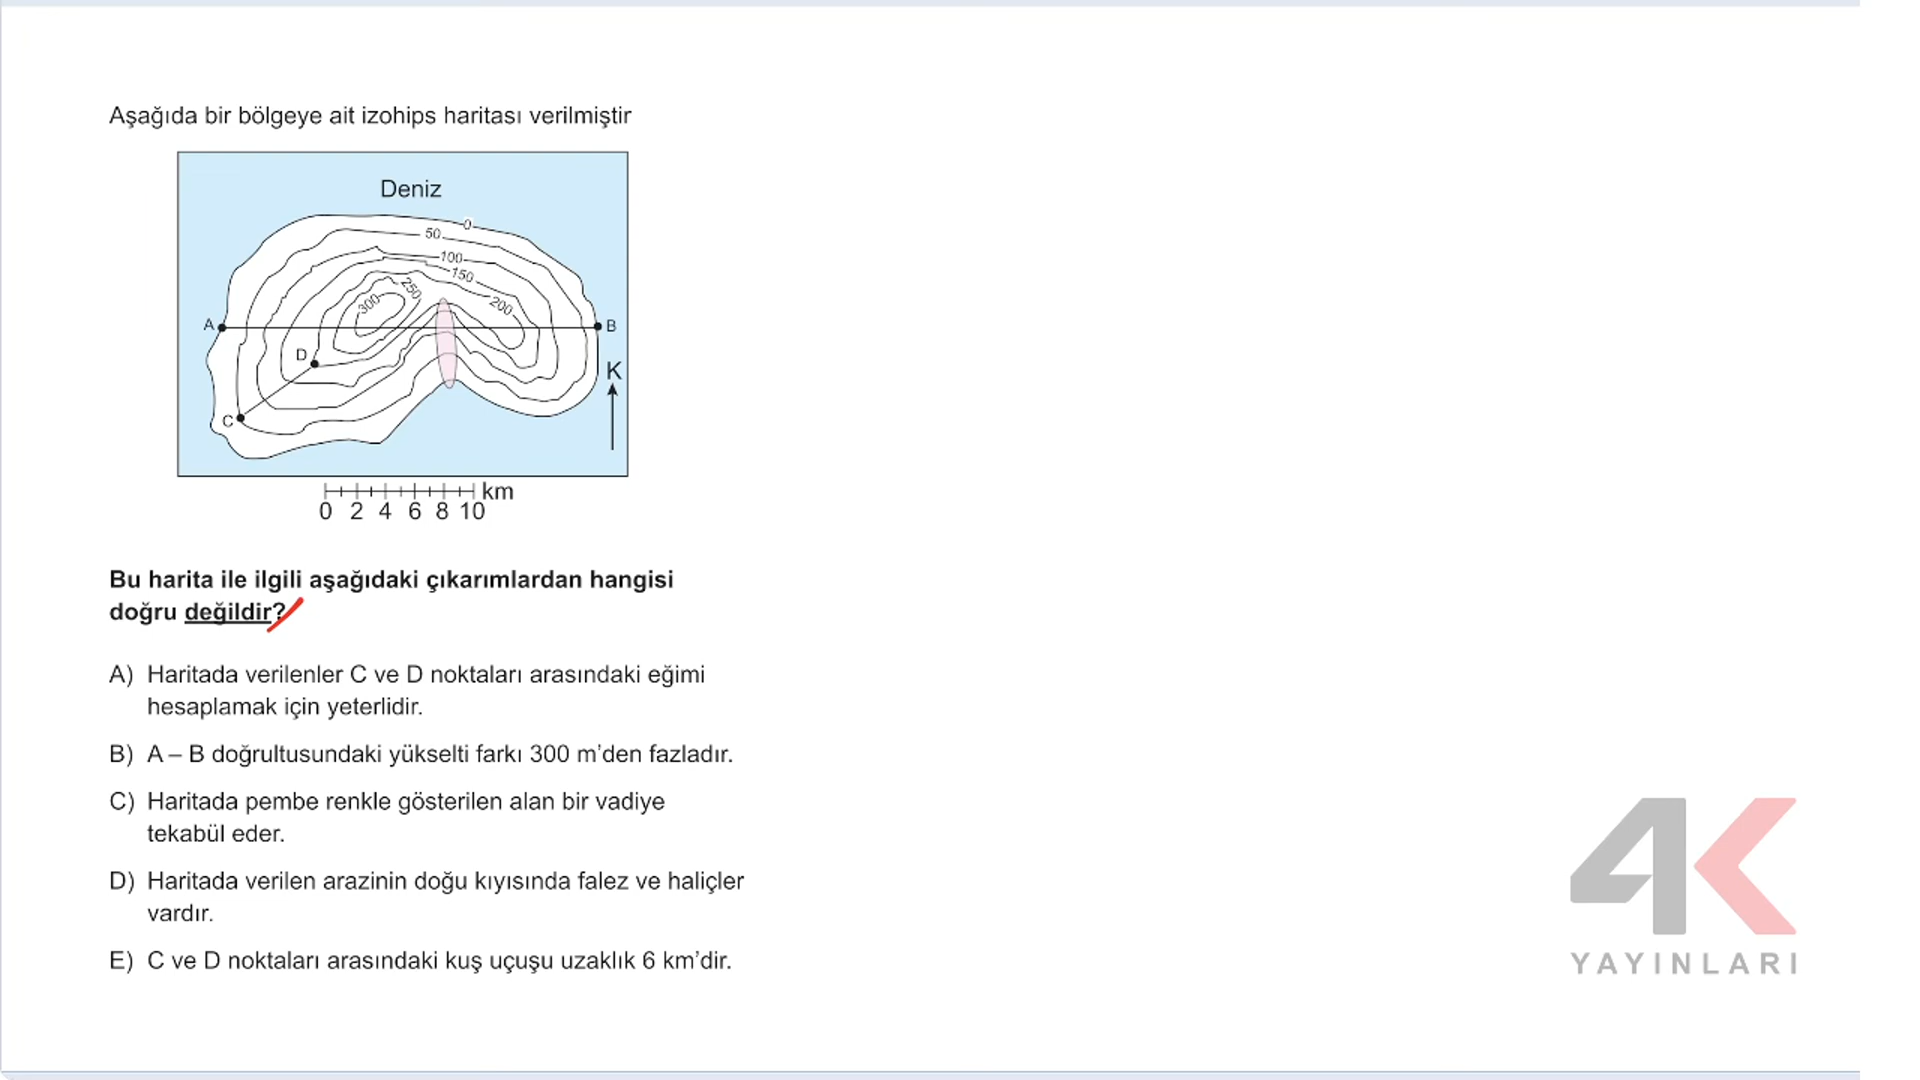 Aşağıda bir bölgeye ait izohips haritası verilmiştir
Deniz
0
50
100
150
250
300
200
A
B
D
K
C
km
0 2 4 6 8 10
Bu harita ile ilgili aşağıdaki çıkarımlardan hangisi
doğru değildir?
A) Haritada verilenler C ve D noktaları arasındaki eğimi
hesaplamak için yeterlidir.
B) A – B doğrultusundaki yükselti farkı 300 m’den fazladır.
C) Haritada pembe renkle gösterilen alan bir vadiye
tekabül eder.
D) Haritada verilen arazinin doğu kıyısında falez ve haliçler
vardır.
E) C ve D noktaları arasındaki kuş uçuşu uzaklık 6 km’dir.
4K
YAYINLARI